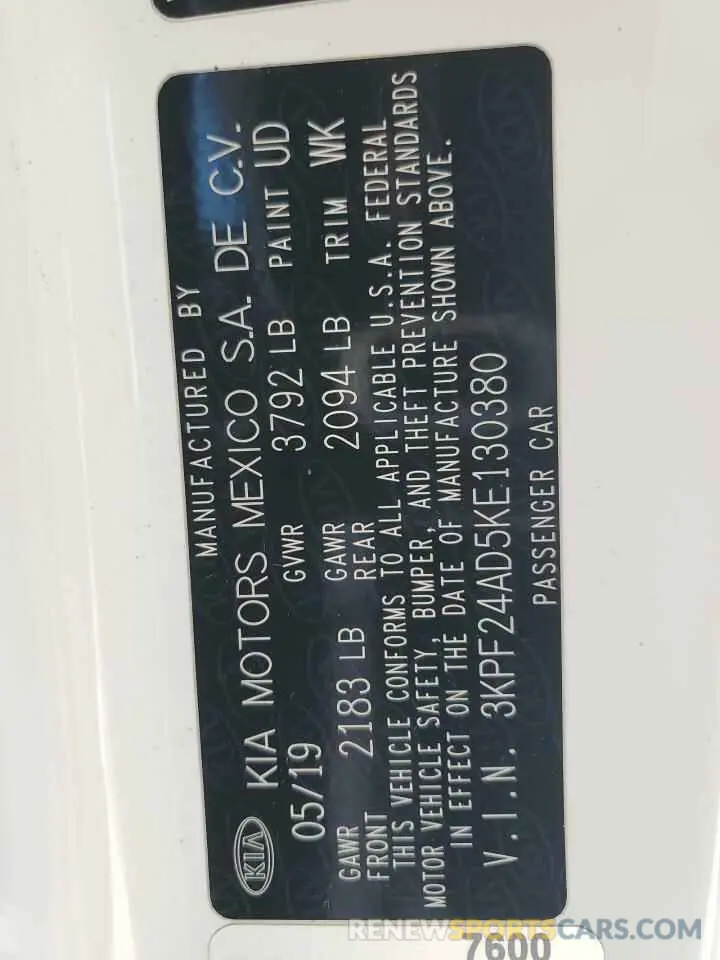 MANUFACTURED BY
KIA KIA MOTORS MEXICO S.A. DE C.V.
05/19 GVWR 3792 LB PAINT UD
GAWR FRONT 2183 LB GAWR REAR 2094 LB TRIM WK
THIS VEHICLE CONFORMS TO ALL APPLICABLE U.S.A. FEDERAL
MOTOR VEHICLE SAFETY, BUMPER, AND THEFT PREVENTION STANDARDS
IN EFFECT ON THE DATE OF MANUFACTURE SHOWN ABOVE.
V.I.N. 3KPF24AD5KE130380
PASSENGER CAR
7600
RENEWSPORTSCARS.COM